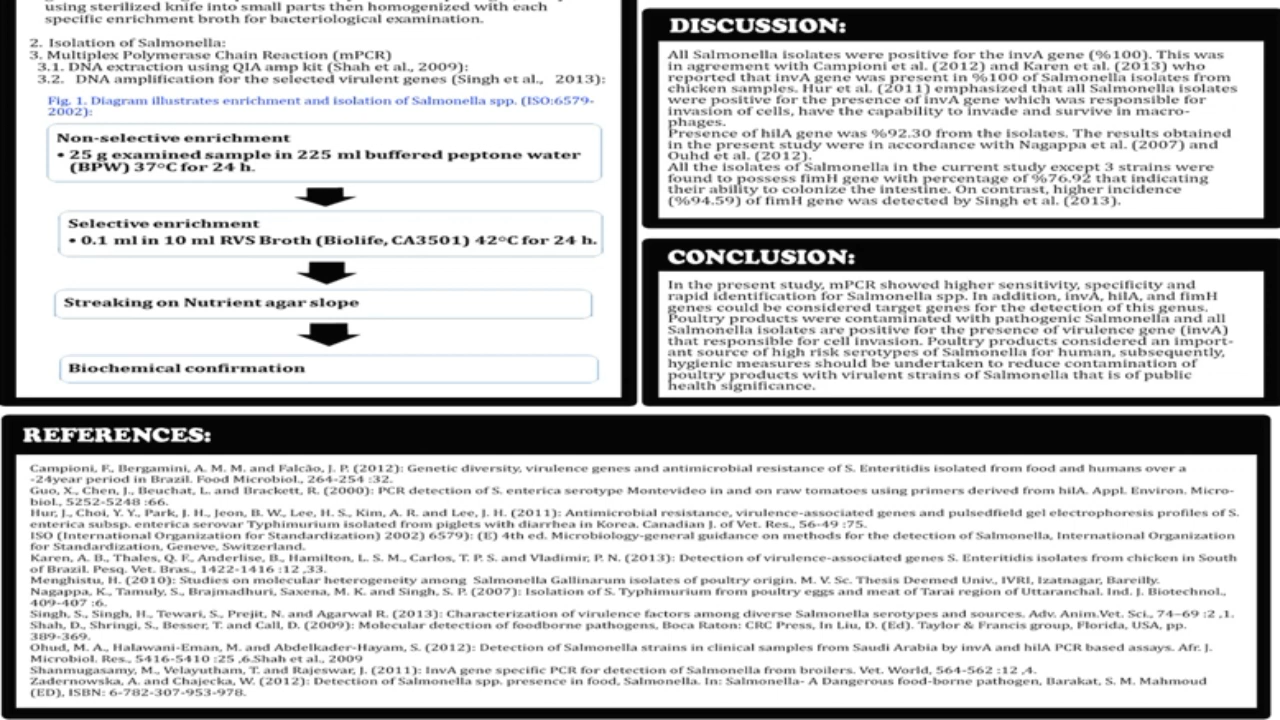 using sterilized knife into small parts then homogenized with each
specific enrichment broth for bacteriological examination.
2. Isolation of Salmonella:
3. Multiplex Polymerase Chain Reaction (mPCR)
3.1. DNA extraction using QIA amp kit (Shah et al., 2009):
3.2. DNA amplification for the selected virulent genes (Singh et al., 2013):
Fig. 1. Diagram illustrates enrichment and isolation of Salmonella spp. (ISO:6579-
2002):
Non-selective enrichment
• 25 g examined sample in 225 ml buffered peptone water
(BPW) 37°C for 24 h.
Selective enrichment
• 0.1 ml in 10 ml RVS Broth (Biolife, CA3501) 42°C for 24 h.
Streaking on Nutrient agar slope
Biochemical confirmation
DISCUSSION:
All Salmonella isolates were positive for the invA gene (%100). This was
in agreement with Campioni et al. (2012) and Karen et al. (2013) who
reported that invA gene was present in %100 of Salmonella isolates from
chicken samples. Hur et al. (2011) emphasized that all Salmonella isolates
were positive for the presence of invA gene which was responsible for
invasion of cells, have the capability to invade and survive in macro-
phages.
Presence of hilA gene was %92.30 from the isolates. The results obtained
in the present study were in accordance with Nagappa et al. (2007) and
Ouhd et al. (2012).
All the isolates of Salmonella in the current study except 3 strains were
found to possess fimH gene with percentage of %76.92 that indicating
their ability to colonize the intestine. On contrast, higher incidence
(%94.59) of fimH gene was detected by Singh et al. (2013).
CONCLUSION:
In the present study, mPCR showed higher sensitivity, specificity and
rapid identification for Salmonella spp. In addition, invA, hilA, and fimH
genes could be considered target genes for the detection of this genus.
Poultry products were contaminated with pathogenic Salmonella and all
Salmonella isolates are positive for the presence of virulence gene (invA)
that responsible for cell invasion. Poultry products considered an import-
ant source of high risk serotypes of Salmonella for human, subsequently,
hygienic measures should be undertaken to reduce contamination of
poultry products with virulent strains of Salmonella that is of public
health significance.
REFERENCES:
Campioni, F., Bergamini, A. M. M. and Falcão, J. P. (2012): Genetic diversity, virulence genes and antimicrobial resistance of S. Enteritidis isolated from food and humans over a
-24year period in Brazil. Food Microbiol., 264-254 :32.
Guo, X., Chen, J., Beuchat, L. and Brackett, R. (2000): PCR detection of S. enterica serotype Montevideo in and on raw tomatoes using primers derived from hilA. Appl. Environ. Micro-
biol., 5252-5248 :66.
Hur, J., Choi, Y. Y., Park, J. H., Jeon, B. W., Lee, H. S., Kim, A. R. and Lee, J. H. (2011): Antimicrobial resistance, virulence-associated genes and pulsedfield gel electrophoresis profiles of S.
enterica subsp. enterica serovar Typhimurium isolated from piglets with diarrhea in Korea. Canadian J. of Vet. Res., 56-49 :75.
ISO (International Organization for Standardization) 2002) 6579): (E) 4th ed. Microbiology-general guidance on methods for the detection of Salmonella, International Organization
for Standardization, Geneve, Switzerland.
Karen, A. B., Thales, Q. F., Anderlise, B., Hamilton, L. S. M., Carlos, T. P. S. and Vladimir, P. N. (2013): Detection of virulence-associated genes S. Enteritidis isolates from chicken in South
of Brazil. Pesq. Vet. Bras., 1422-1416 :12 ,33.
Menghistu, H. (2010): Studies on molecular heterogeneity among Salmonella Gallinarum isolates of poultry origin. M. V. Sc. Thesis Deemed Univ., IVRI, Izatnagar, Bareilly.
Nagappa, K., Tamuly, S., Brajmadhuri, Saxena, M. K. and Singh, S. P. (2007): Isolation of S. Typhimurium from poultry eggs and meat of Tarai region of Uttaranchal. Ind. J. Biotechnol.,
409-407 :6.
Singh, S., Singh, H., Tewari, S., Prejit, N. and Agarwal R. (2013): Characterization of virulence factors among diverse Salmonella serotypes and sources. Adv. Anim.Vet. Sci., 74–69 :2 ,1.
Shah, D., Shringi, S., Besser, T. and Call, D. (2009): Molecular detection of foodborne pathogens, Boca Raton: CRC Press, In Liu, D. (Ed). Taylor & Francis group, Florida, USA, pp.
389-369.
Ohud, M. A., Halawani-Eman, M. and Abdelkader-Hayam, S. (2012): Detection of Salmonella strains in clinical samples from Saudi Arabia by invA and hilA PCR based assays. Afr. J.
Microbiol. Res., 5416-5410 :25 ,6.Shah et al., 2009
Shanmugasamy, M., Velayutham, T. and Rajeswar, J. (2011): InvA gene specific PCR for detection of Salmonella from broilers. Vet. World, 564-562 :12 ,4.
Zadernowska, A. and Chajecka, W. (2012): Detection of Salmonella spp. presence in food, Salmonella. In: Salmonella- A Dangerous food-borne pathogen, Barakat, S. M. Mahmoud
(ED), ISBN: 6-782-307-953-978.